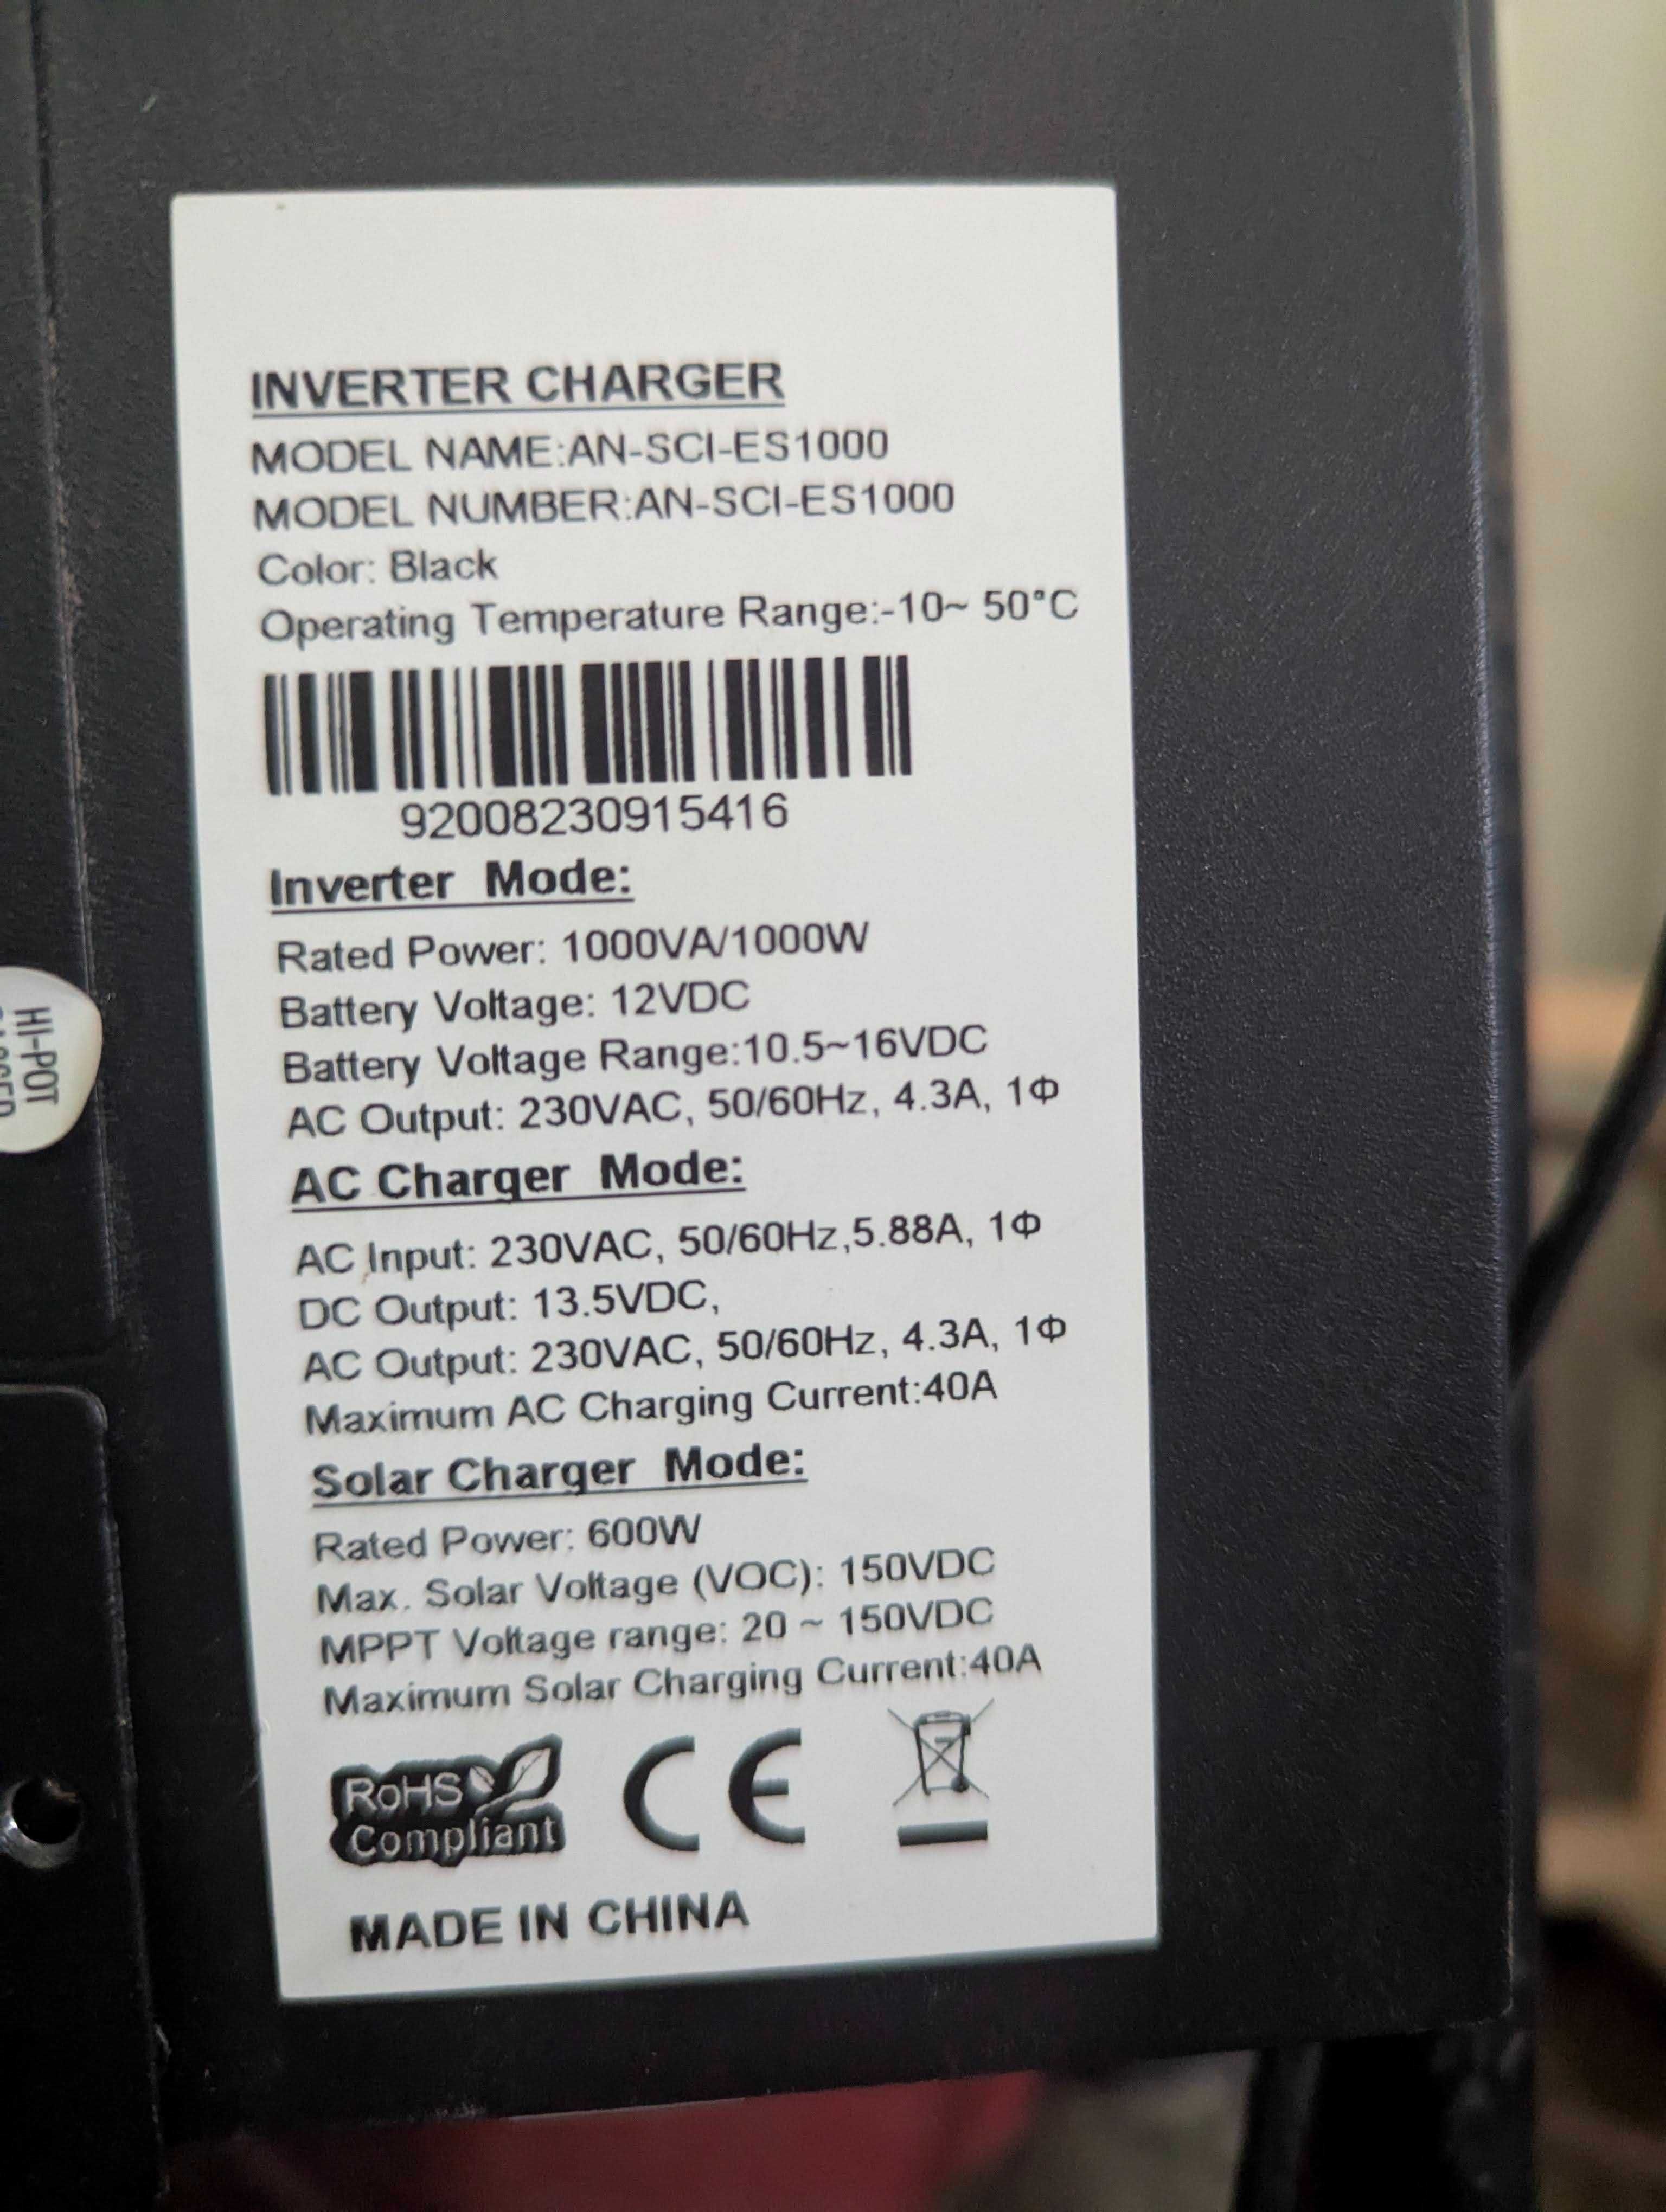 INVERTER CHARGER
MODEL NAME:AN-SCI-ES1000
MODEL NUMBER:AN-SCI-ES1000
Color: Black
Operating Temperature Range:-10~ 50°C
92008230915416
Inverter Mode:
Rated Power: 1000VA/1000W
Battery Voltage: 12VDC
Battery Voltage Range:10.5~16VDC
AC Output: 230VAC, 50/60Hz, 4.3A, 1Φ
AC Charger Mode:
AC Input: 230VAC, 50/60Hz,5.88A, 1Φ
DC Output: 13.5VDC,
AC Output: 230VAC, 50/60Hz, 4.3A, 1Φ
Maximum AC Charging Current:40A
Solar Charger Mode:
Rated Power: 600W
Max. Solar Voltage (VOC): 150VDC
MPPT Voltage range: 20 ~ 150VDC
Maximum Solar Charging Current:40A
RoHS
Compliant
CE
MADE IN CHINA
HI-POT